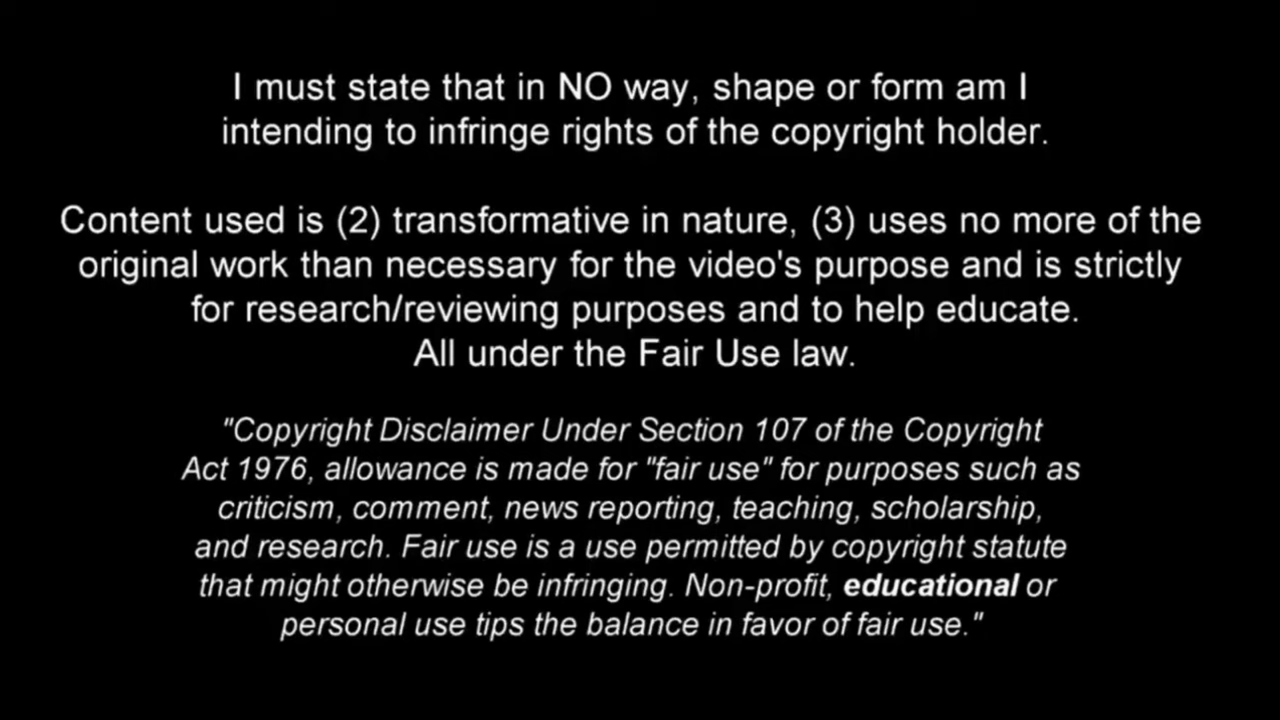 I must state that in NO way, shape or form am I
intending to infringe rights of the copyright holder.
Content used is (2) transformative in nature, (3) uses no more of the
original work than necessary for the video's purpose and is strictly
for research/reviewing purposes and to help educate.
All under the Fair Use law.
"Copyright Disclaimer Under Section 107 of the Copyright
Act 1976, allowance is made for "fair use" for purposes such as
criticism, comment, news reporting, teaching, scholarship,
and research. Fair use is a use permitted by copyright statute
that might otherwise be infringing. Non-profit, educational or
personal use tips the balance in favor of fair use."